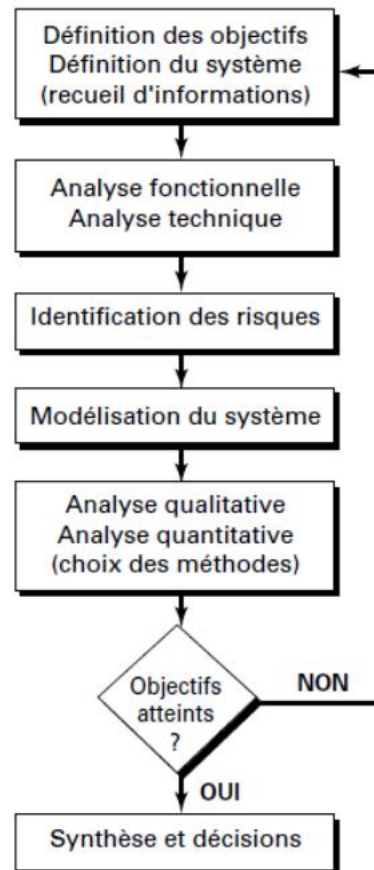 Définition des objectifs
Définition du système
(recueil d'informations)
Analyse fonctionnelle
Analyse technique
Identification des risques
Modélisation du système
Analyse qualitative
Analyse quantitative
(choix des méthodes)
Objectifs
atteints
?
NON
OUI
Synthèse et décisions